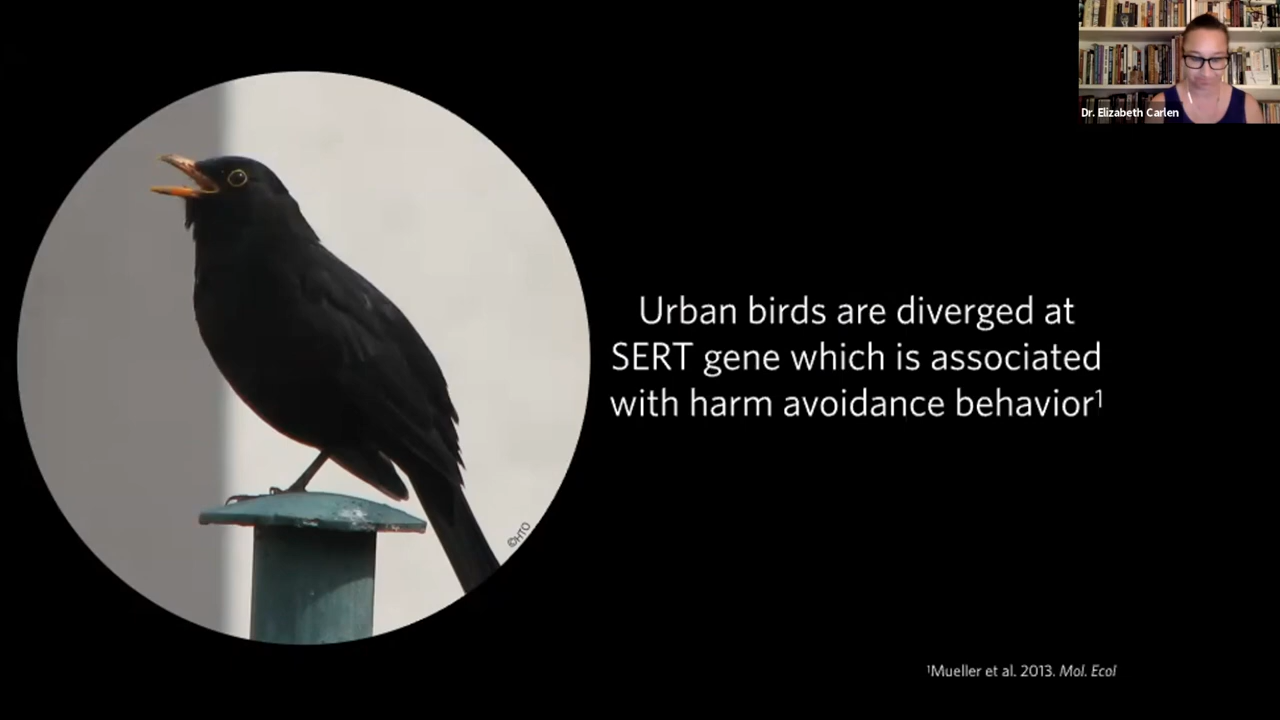 Dr. Elizabeth Carlen
Urban birds are diverged at
SERT gene which is associated
with harm avoidance behavior¹
©HTO
¹Mueller et al. 2013. Mol. Ecol